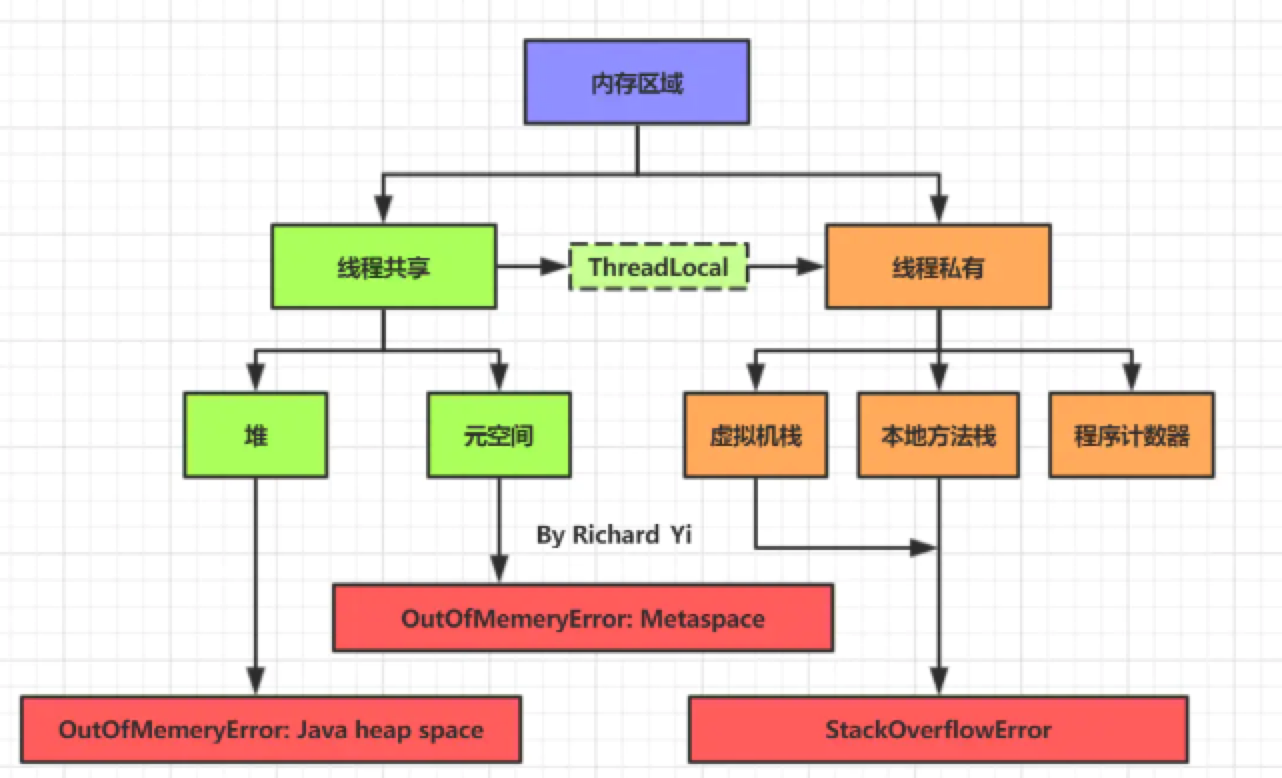 内存区域
线程共享
ThreadLocal
线程私有
堆
元空间
虚拟机栈
本地方法栈
程序计数器
By Richard Yi
OutOfMemeryError: Metaspace
OutOfMemeryError: Java heap space
StackOverflowError